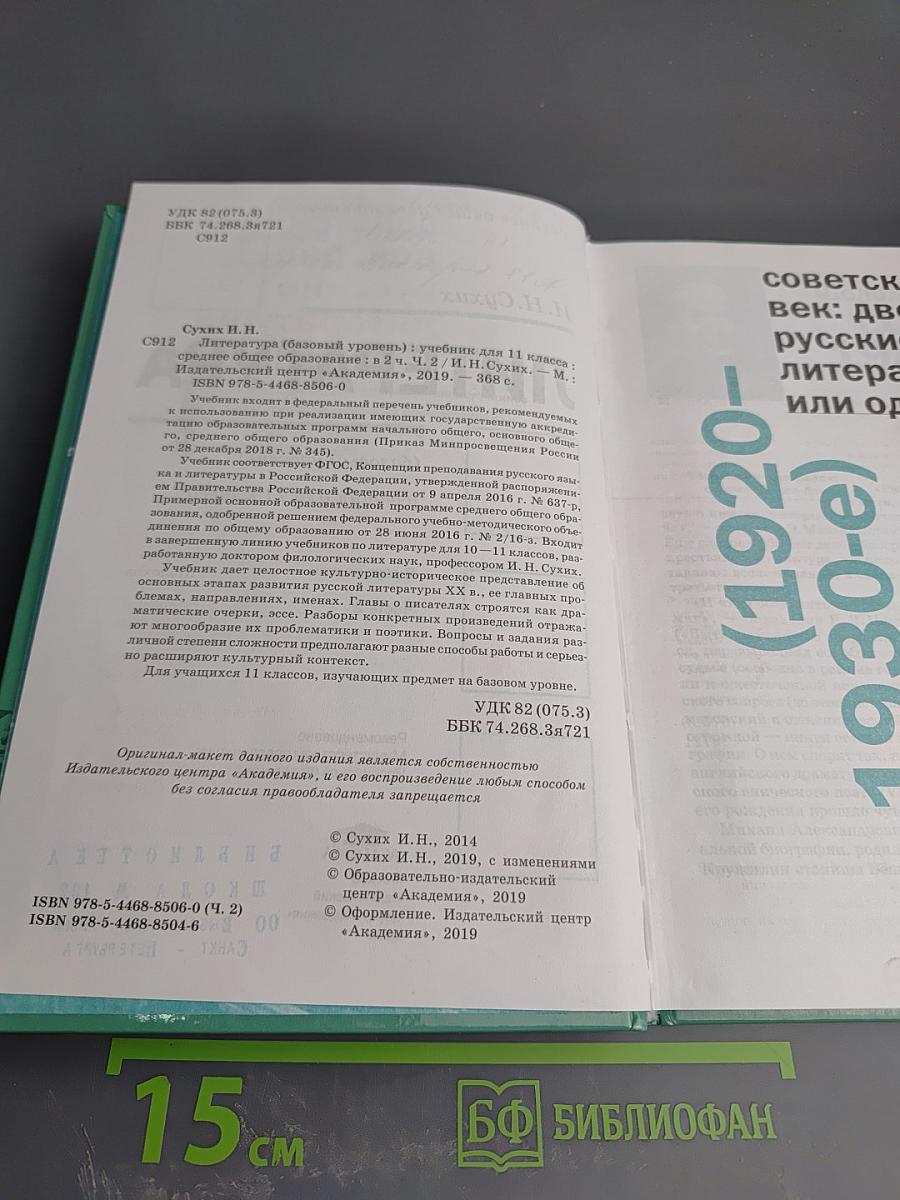 УДК 82(075.3)
ББК 74.268.3я721
С912
Сухих И. Н.
С912 Литература (базовый уровень) : учебник для 11 класса :
среднее общее образование : в 2 ч. Ч. 2 / И. Н. Сухих. — М. :
Издательский центр «Академия», 2019. — 368 с.
ISBN 978-5-4468-8506-0
Учебник входит в федеральный перечень учебников, рекомендуемых
к использованию при реализации имеющих государственную аккреди-
тацию образовательных программ начального общего, основного обще-
го, среднего общего образования (Приказ Минпросвещения России
от 28 декабря 2018 г. № 345).
Учебник соответствует ФГОС, Концепции преподавания русского язы-
ка и литературы в Российской Федерации, утвержденной распоряжени-
ем Правительства Российской Федерации от 9 апреля 2016 г. № 637-р,
Примерной основной образовательной программе среднего общего обра-
зования, одобренной решением федерального учебно-методического объе-
динения по общему образованию от 28 июня 2016 г. № 2/16-з. Входит
в завершенную линию учебников по литературе для 10—11 классов, раз-
работанную доктором филологических наук, профессором И. Н. Сухих.
Учебник дает целостное культурно-историческое представление об
основных этапах развития русской литературы XX в., ее главных про-
блемах, направлениях, именах. Главы о писателях строятся как дра-
матические очерки, эссе. Разборы конкретных произведений отража-
ют многообразие их проблематики и поэтики. Вопросы и задания раз-
личной степени сложности предполагают разные способы работы и серьез-
но расширяют культурный контекст.
Для учащихся 11 классов, изучающих предмет на базовом уровне.
УДК 82(075.3)
ББК 74.268.3я721
Оригинал-макет данного издания является собственностью
Издательского центра «Академия», и его воспроизведение любым способом
без согласия правообладателя запрещается
© Сухих И. Н., 2014
© Сухих И. Н., 2019, с изменениями
© Образовательно-издательский
центр «Академия», 2019
© Оформление. Издательский центр
«Академия», 2019
ISBN 978-5-4468-8506-0 (Ч. 2)
ISBN 978-5-4468-8504-6
советск
век: две
русские
литера
или од
(1920–
1930-е)
15 см
БФ БИБЛИОФАН